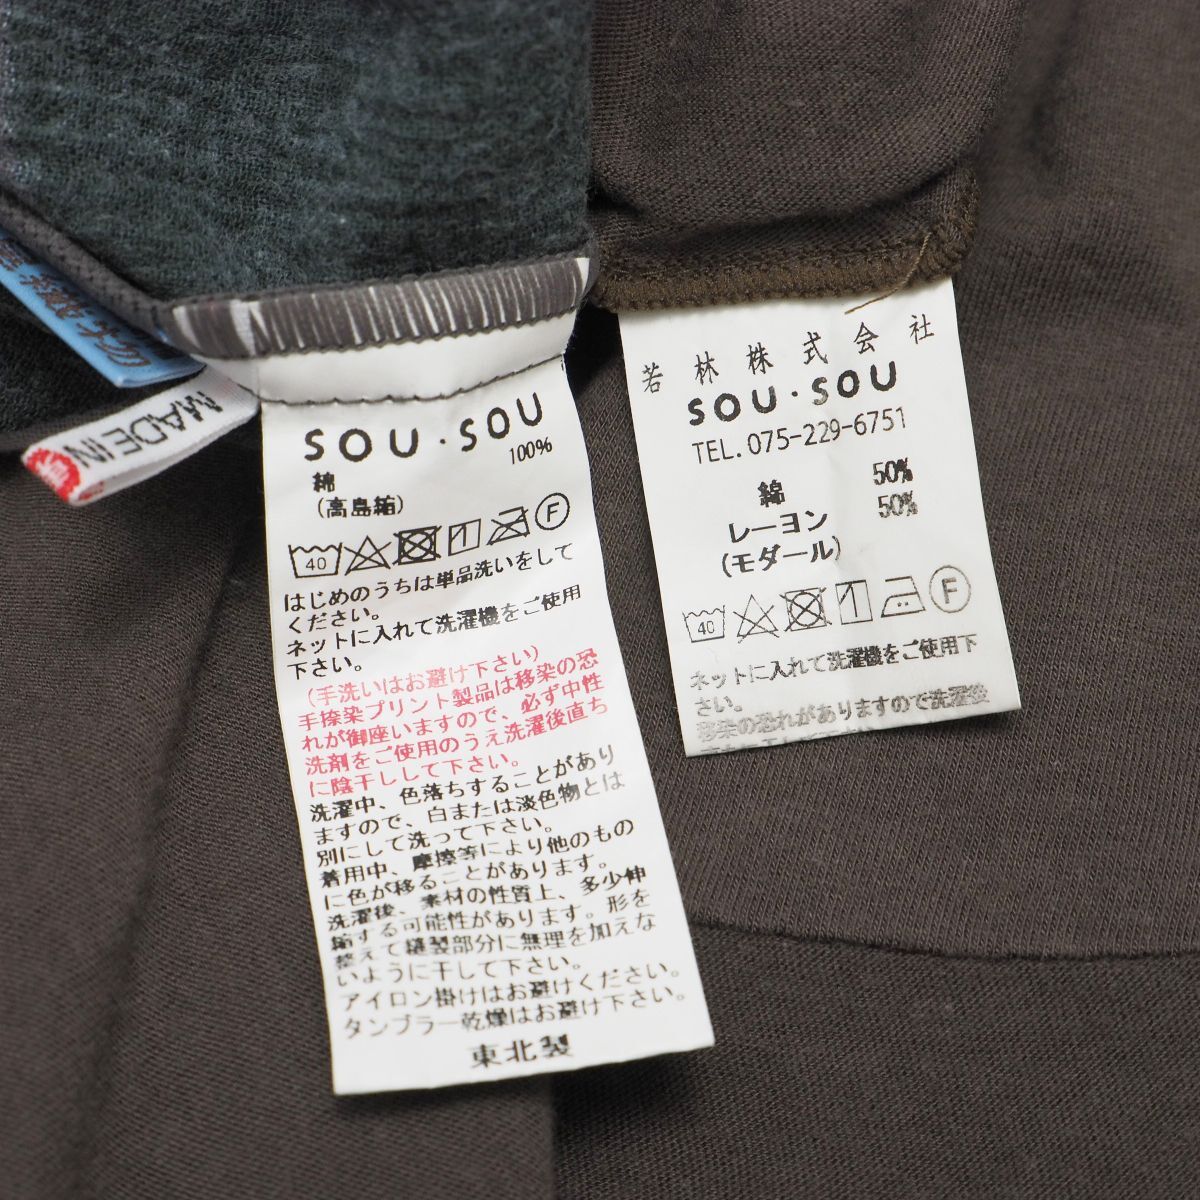 MADE IN
SOU・SOU
100%
綿
(高島縮)
40
F
はじめのうちは単品洗いをして
ください。
ネットに入れて洗濯機をご使用
下さい。
(手洗いはお避け下さい)
手捺染プリント製品は移染の恐
れが御座いますので、必ず中性
洗剤をご使用のうえ洗濯後直ち
に陰干しして下さい。
洗濯中、色落ちすることがあり
ますので、白または淡色物とは
別にして洗って下さい。
着用中、摩擦等により他のもの
に色が移ることがあります。
洗濯後、素材の性質上、多少伸
縮する可能性があります。形を
整えて縫製部分に無理を加えな
いように干して下さい。
アイロン掛けはお避けください。
タンブラー乾燥はお避け下さい。
東北製
若林株式会社
SOU・SOU
TEL. 075-229-6751
綿 50%
レーヨン 50%
(モダール)
40
F
ネットに入れて洗濯機をご使用下
さい。
移染の恐れがありますので洗濯後